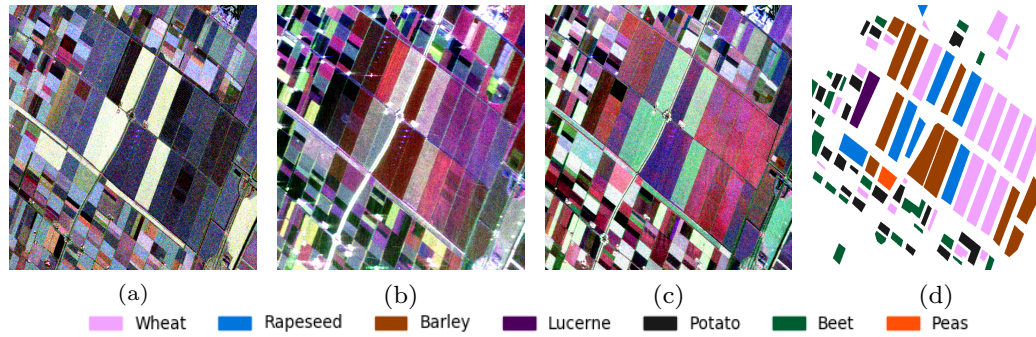 (a) (b) (c) (d)
Wheat Rapeseed Barley Lucerne Potato Beet Peas